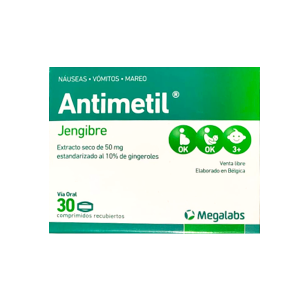 NÁUSEAS • VÓMITOS • MAREO
Antimetil®
Jengibre
Extracto seco de 50 mg
estandarizado al 10% de gingeroles
OK OK 3+
Venta libre
Elaborado en Bélgica
Vía Oral
30
comprimidos recubiertos
Megalabs